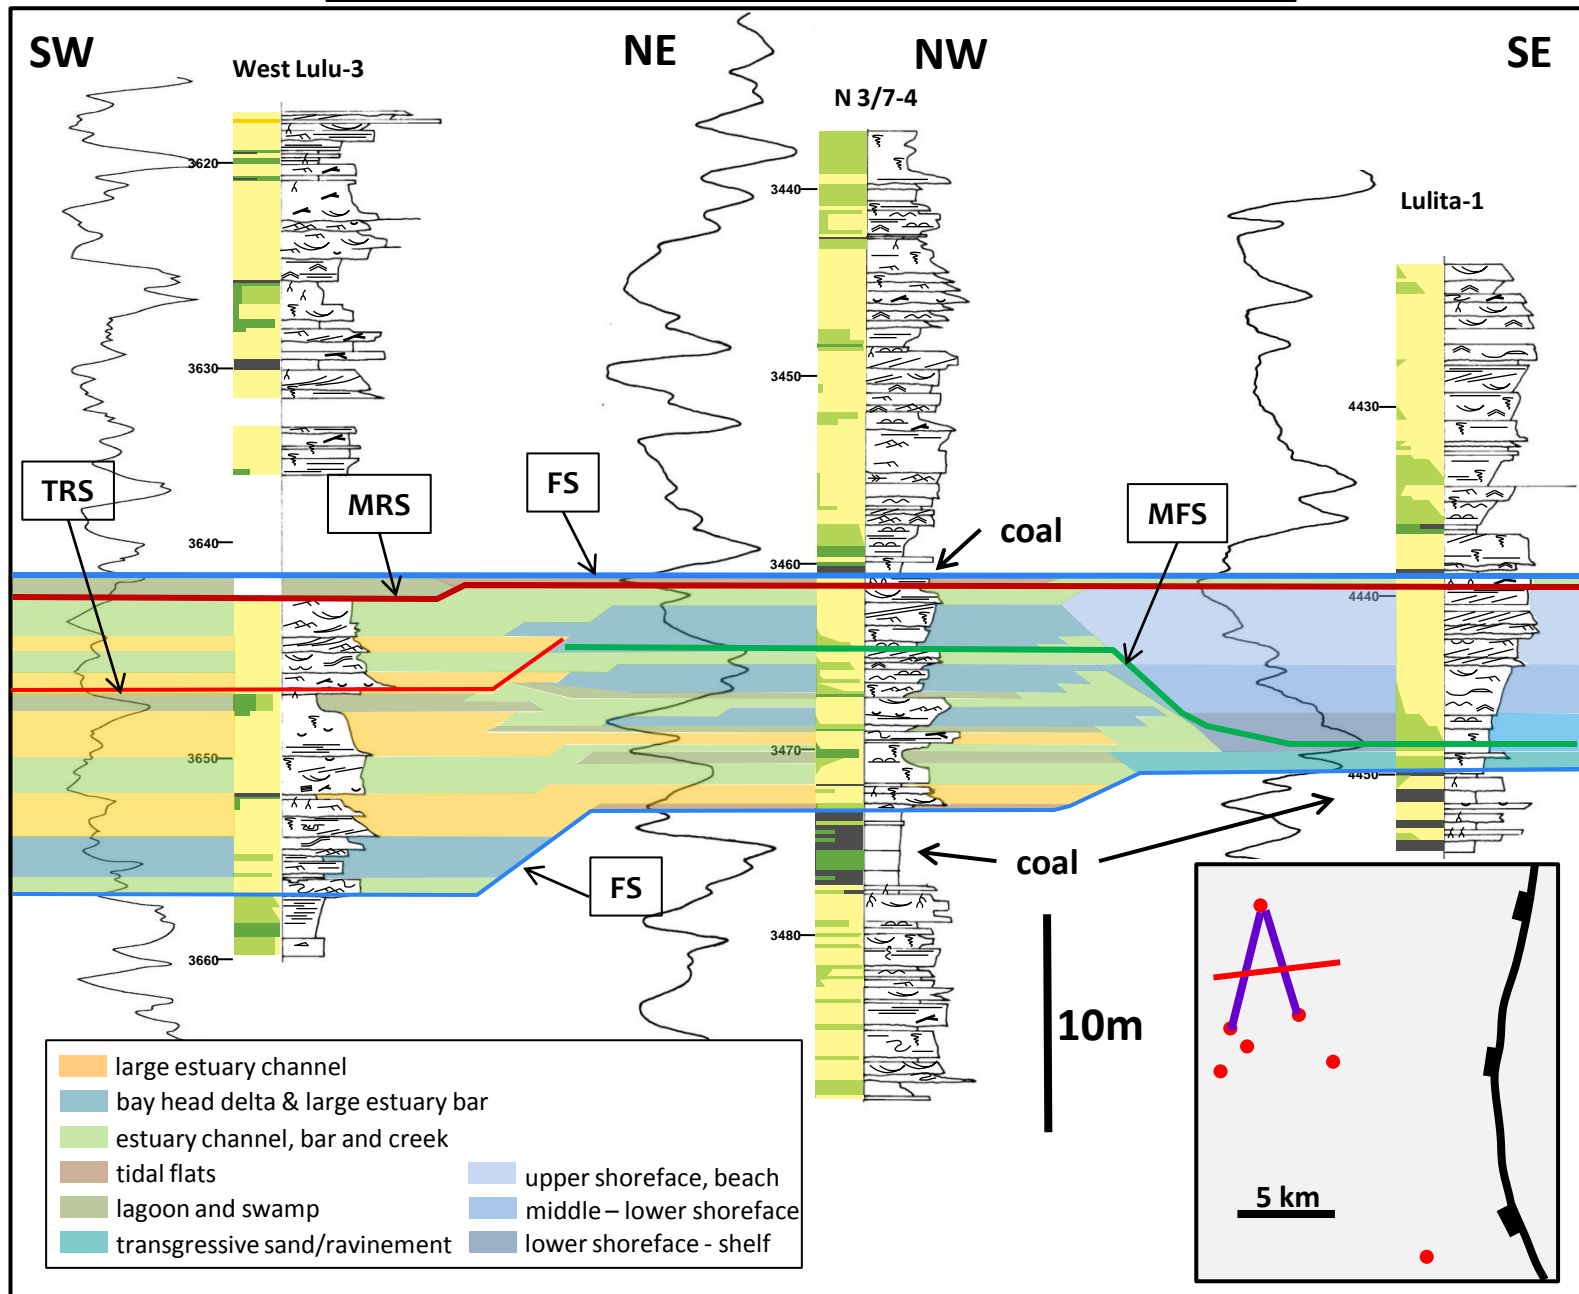 SW
NE
NW
SE
West Lulu-3
N 3/7-4
Lulita-1
3620
3630
3640
3650
3660
3440
3450
3460
3470
3480
4430
4440
4450
TRS
MRS
FS
MFS
FS
coal
coal
10m
large estuary channel
bay head delta & large estuary bar
estuary channel, bar and creek
tidal flats
lagoon and swamp
transgressive sand/ravinement
upper shoreface, beach
middle – lower shoreface
lower shoreface - shelf
5 km